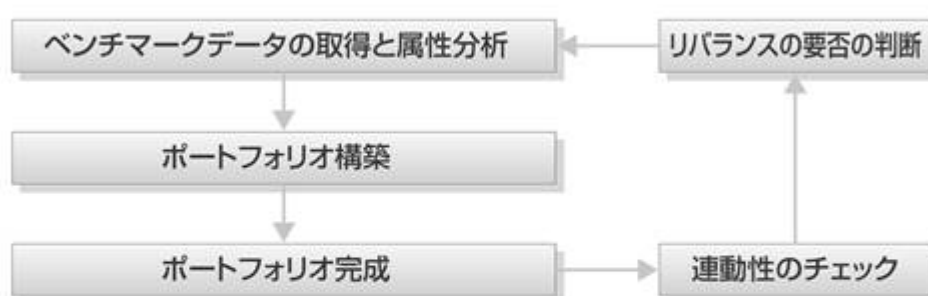 ベンチマークデータの取得と属性分析
リバランスの要否の判断
ポートフォリオ構築
ポートフォリオ完成
連動性のチェック